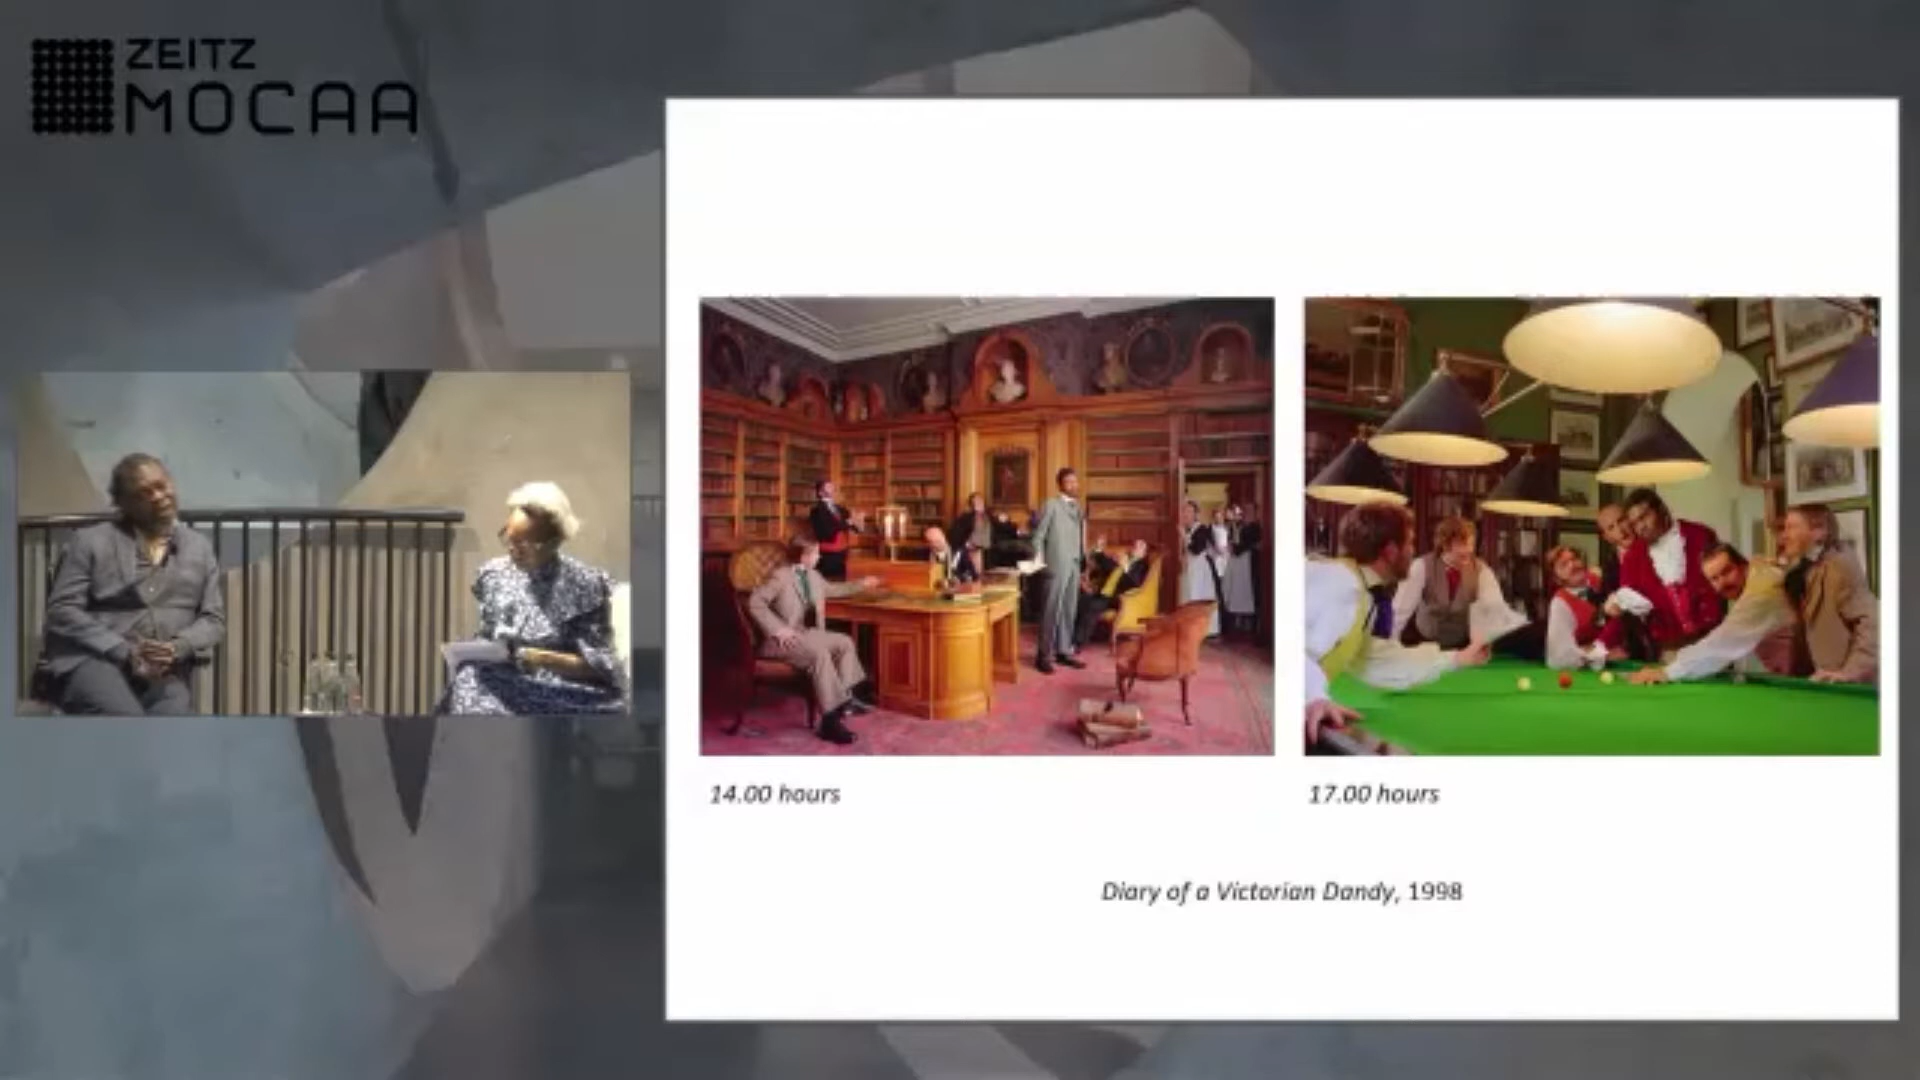 ZEITZ
MOCAA
14.00 hours
17.00 hours
Diary of a Victorian Dandy, 1998